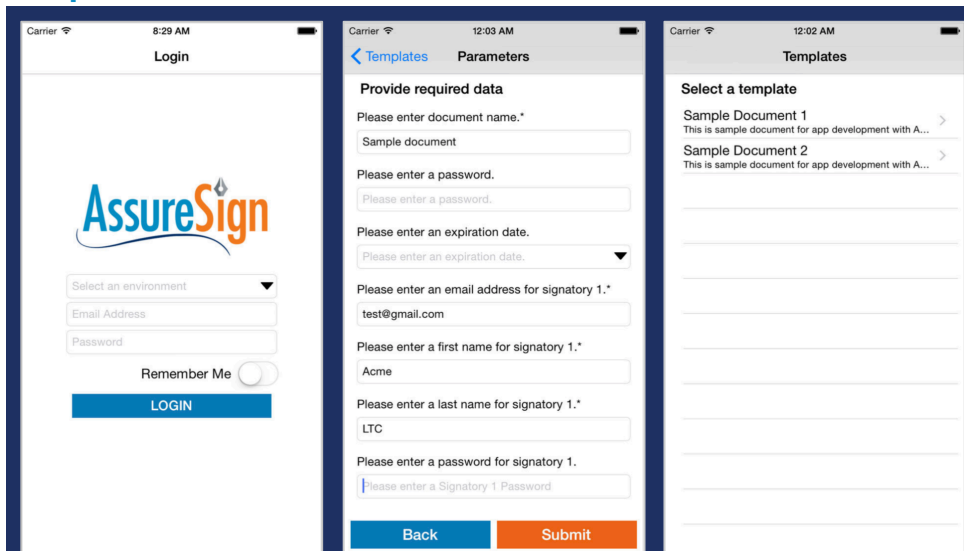 Carrier 8:29 AM
Login
AssureSign
Select an environment
Email Address
Password
Remember Me
LOGIN
Carrier 12:03 AM
Templates Parameters
Provide required data
Please enter document name.*
Sample document
Please enter a password.
Please enter a password.
Please enter an expiration date.
Please enter an expiration date.
Please enter an email address for signatory 1.*
test@gmail.com
Please enter a first name for signatory 1.*
Acme
Please enter a last name for signatory 1.*
LTC
Please enter a password for signatory 1.
Please enter a Signatory 1 Password
Back Submit
Carrier 12:02 AM
Templates
Select a template
Sample Document 1
This is sample document for app development with A...
Sample Document 2
This is sample document for app development with A...